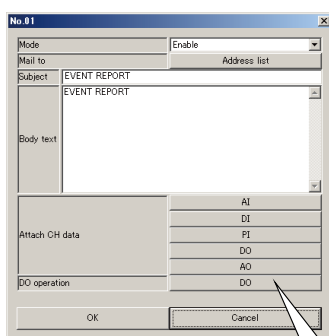 No.01
Mode Enable
Mail to Address list
Subject EVENT REPORT
Body text EVENT REPORT
Attach CH data AI
DI
PI
DO
AO
DO operation DO
OK Cancel